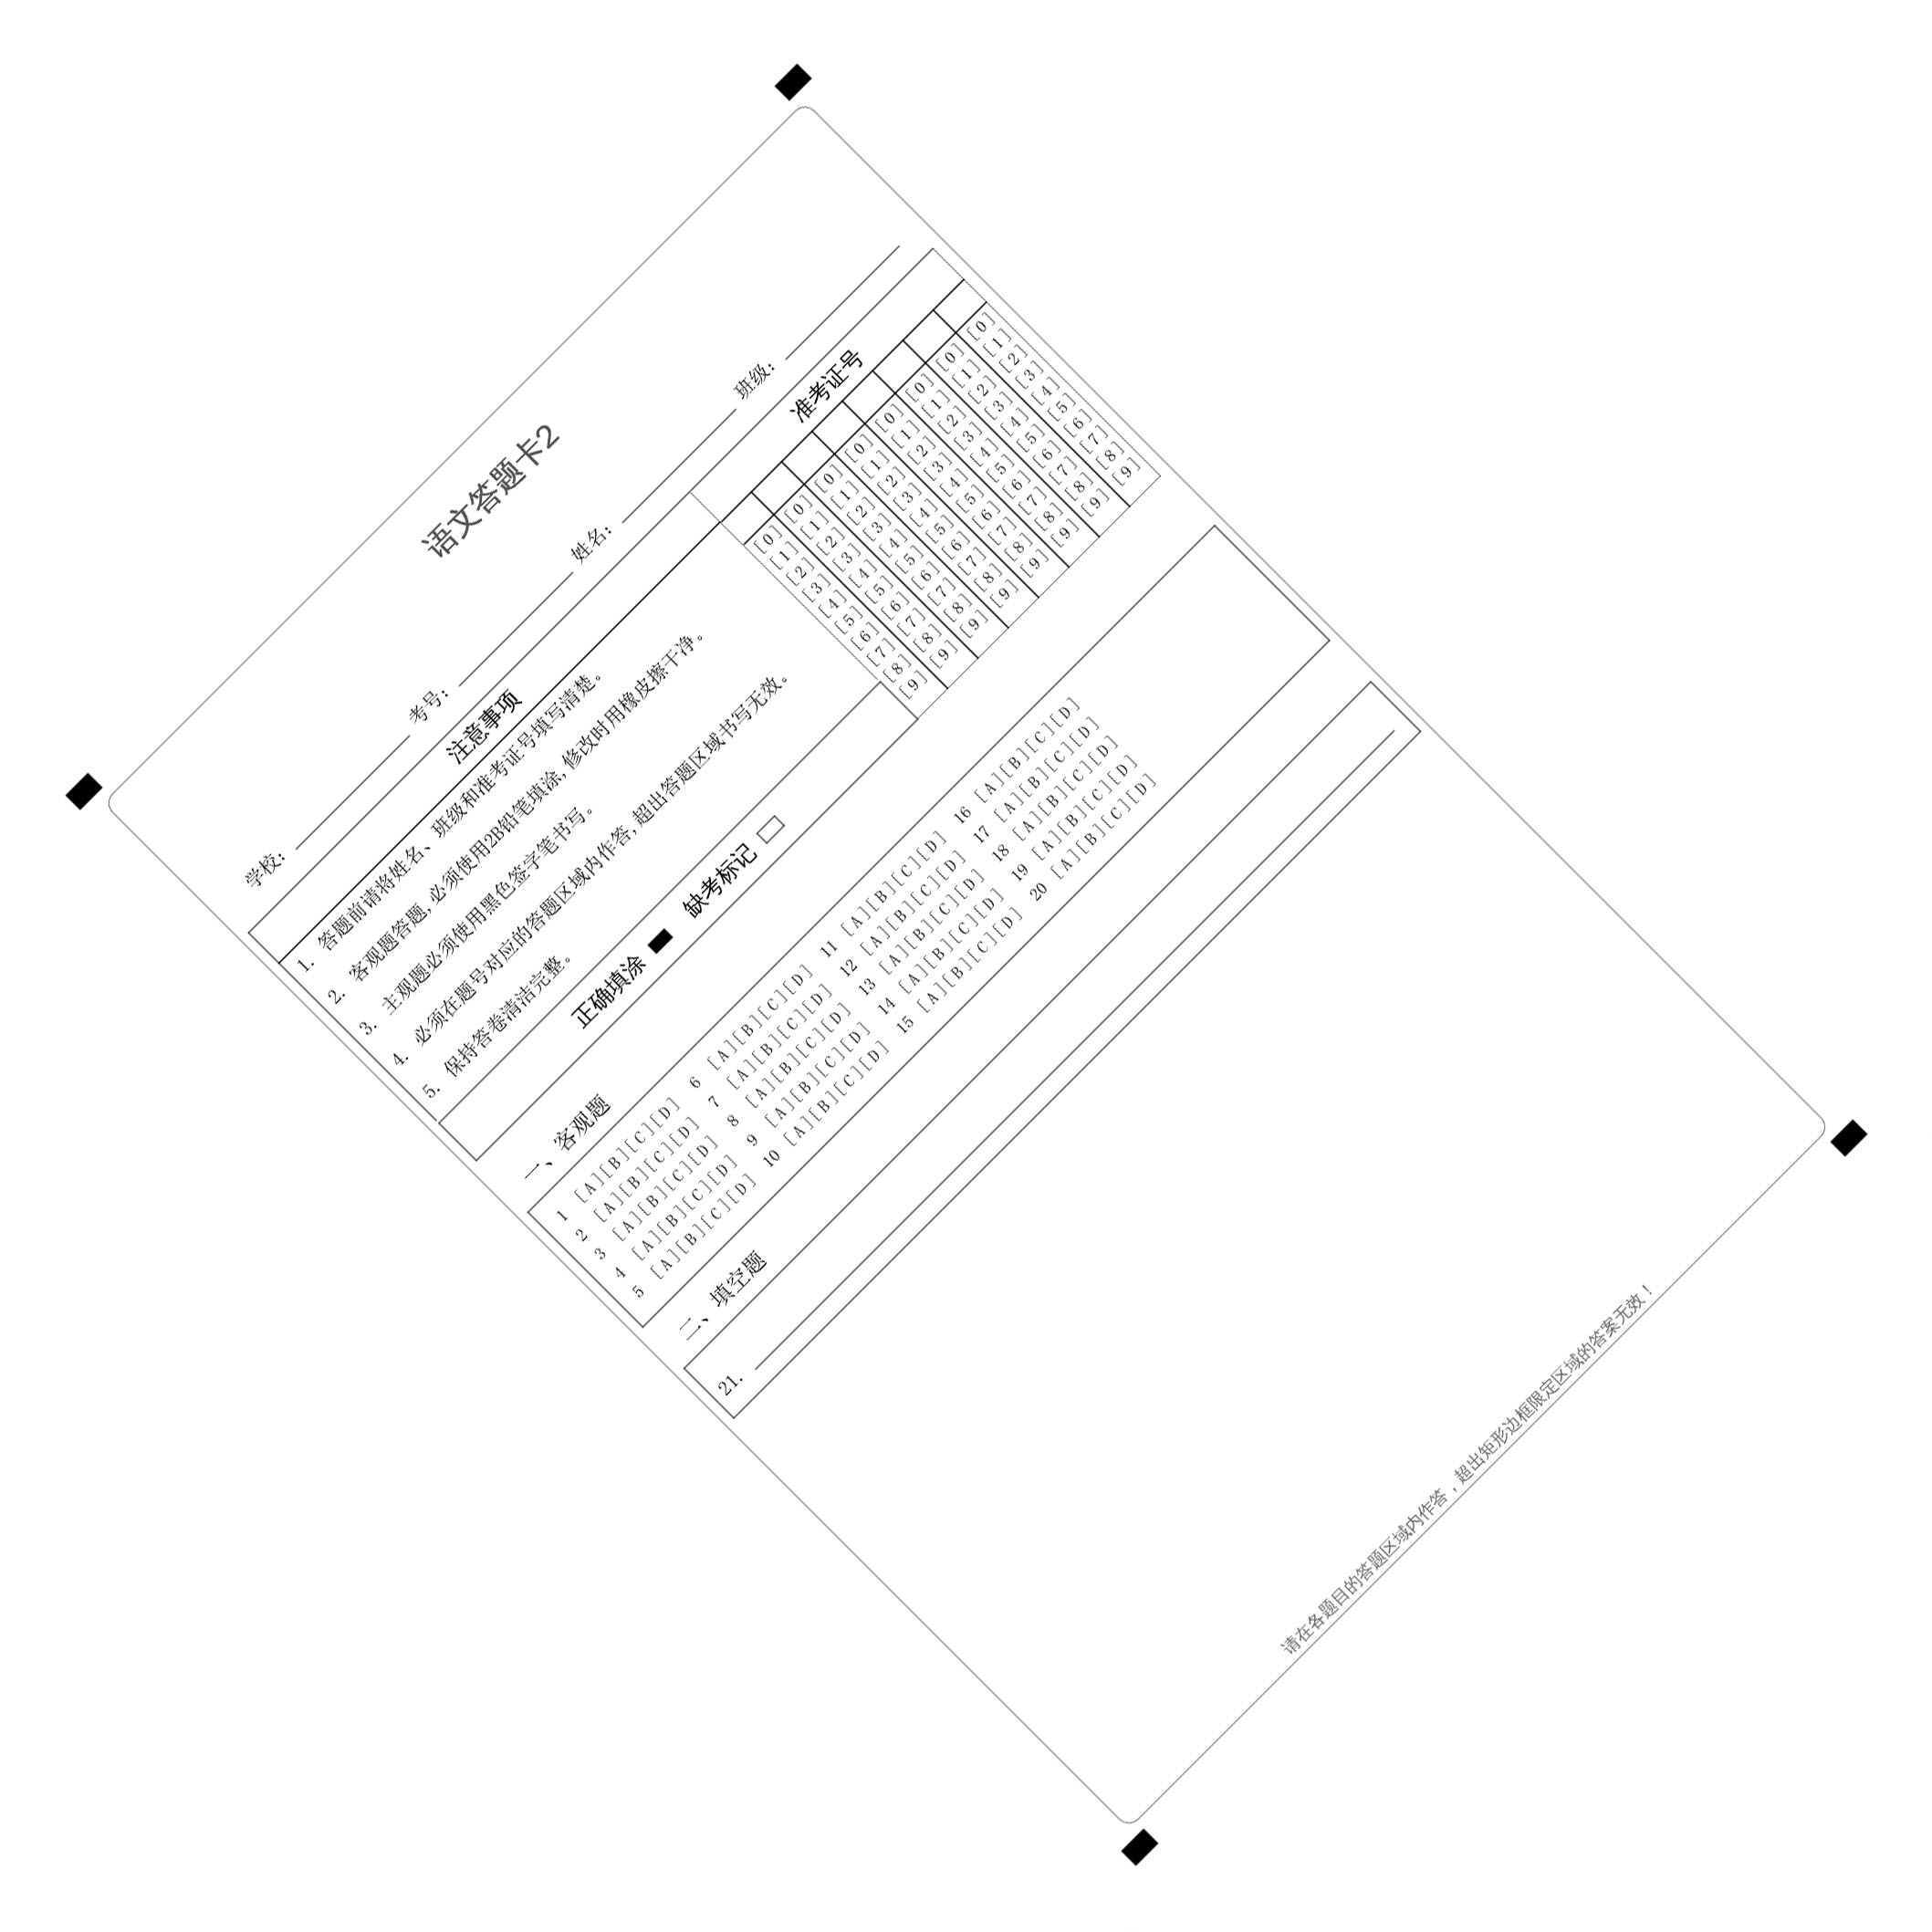 语文答题卡2
学校: 考号: 姓名: 班级:
注意事项
1. 答题前请将姓名、班级和准考证号填写清楚。
2. 客观题答题,必须使用2B铅笔填涂,修改时用橡皮擦干净。
3. 主观题必须使用黑色签字笔书写。
4. 必须在题号对应的答题区域内作答,超出答题区域书写无效。
5. 保持答卷清洁完整。
正确填涂 缺考标记
准考证号
[0] [0] [0] [0] [0] [0] [0] [0]
[1] [1] [1] [1] [1] [1] [1] [1]
[2] [2] [2] [2] [2] [2] [2] [2]
[3] [3] [3] [3] [3] [3] [3] [3]
[4] [4] [4] [4] [4] [4] [4] [4]
[5] [5] [5] [5] [5] [5] [5] [5]
[6] [6] [6] [6] [6] [6] [6] [6]
[7] [7] [7] [7] [7] [7] [7] [7]
[8] [8] [8] [8] [8] [8] [8] [8]
[9] [9] [9] [9] [9] [9] [9] [9]
一、客观题
1 [A][B][C][D] 6 [A][B][C][D] 11 [A][B][C][D] 16 [A][B][C][D]
2 [A][B][C][D] 7 [A][B][C][D] 12 [A][B][C][D] 17 [A][B][C][D]
3 [A][B][C][D] 8 [A][B][C][D] 13 [A][B][C][D] 18 [A][B][C][D]
4 [A][B][C][D] 9 [A][B][C][D] 14 [A][B][C][D] 19 [A][B][C][D]
5 [A][B][C][D] 10 [A][B][C][D] 15 [A][B][C][D] 20 [A][B][C][D]
二、填空题
21.
请在各题目的答题区域内作答，超出矩形边框限定区域的答案无效！